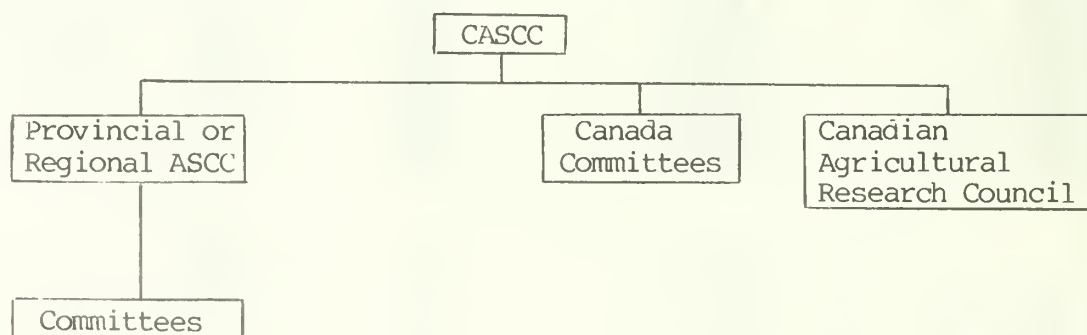 CASCC
Provincial or
Regional ASCC
Canada
Committees
Canadian
Agricultural
Research Council
Committees